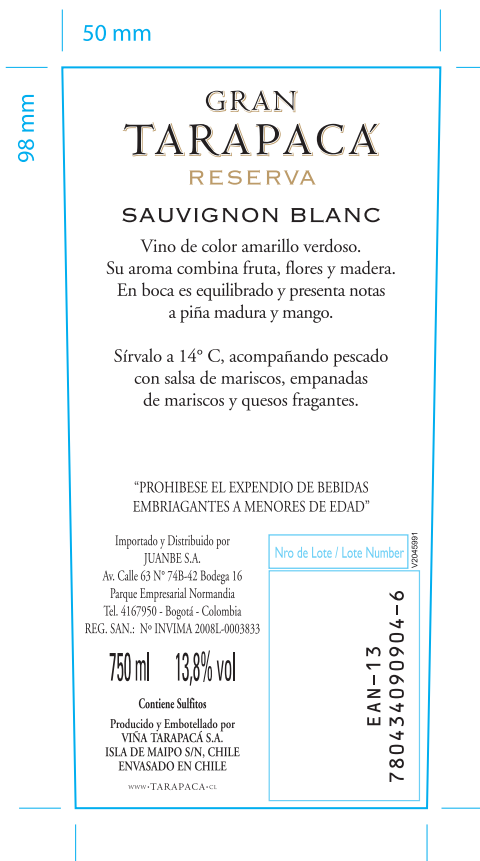 50 mm
98 mm
GRAN
TARAPACÁ
RESERVA
SAUVIGNON BLANC
Vino de color amarillo verdoso.
Su aroma combina fruta, flores y madera.
En boca es equilibrado y presenta notas
a piña madura y mango.
Sírvalo a 14° C, acompañando pescado
con salsa de mariscos, empanadas
de mariscos y quesos fragantes.
“PROHIBESE EL EXPENDIO DE BEBIDAS
EMBRIAGANTES A MENORES DE EDAD”
Importado y Distribuido por
JUANBE S.A.
Av. Calle 63 N° 74B-42 Bodega 16
Parque Empresarial Normandia
Tel. 4167950 - Bogotá - Colombia
REG. SAN.: Nº INVIMA 2008L-0003833
750 ml 13,8% vol
Contiene Sulfitos
Producido y Embotellado por
VIÑA TARAPACÁ S.A.
ISLA DE MAIPO S/N, CHILE
ENVASADO EN CHILE
WWW•TARAPACA•CL
Nro de Lote / Lote Number
V2045991
EAN-13
780434090904-6